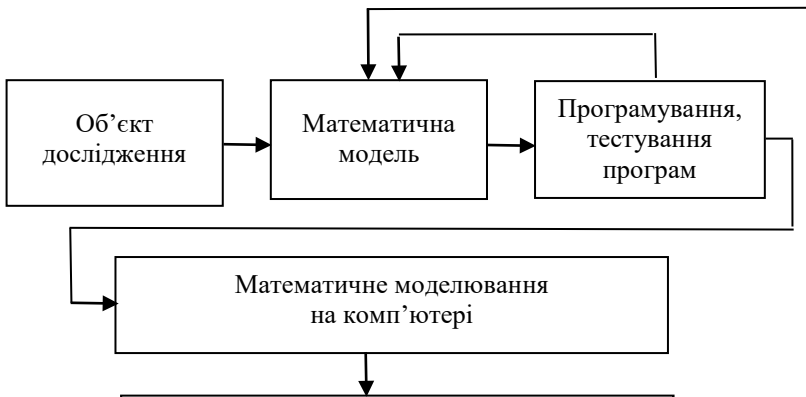 Об’єкт
дослідження
Математична
модель
Програмування,
тестування
програм
Математичне моделювання
на комп’ютері